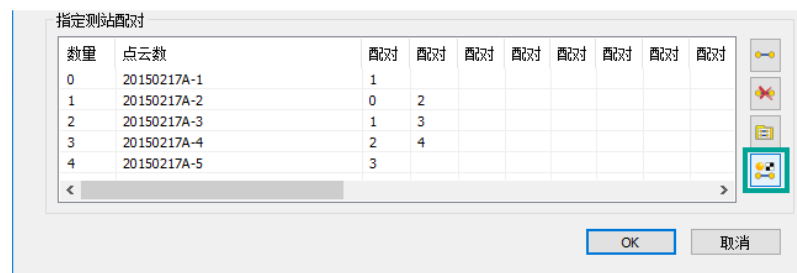 指定测站配对
数量 点云数 配对 配对 配对 配对 配对 配对 配对 配对
0 20150217A-1 1
1 20150217A-2 0 2
2 20150217A-3 1 3
3 20150217A-4 2 4
4 20150217A-5 3
OK 取消